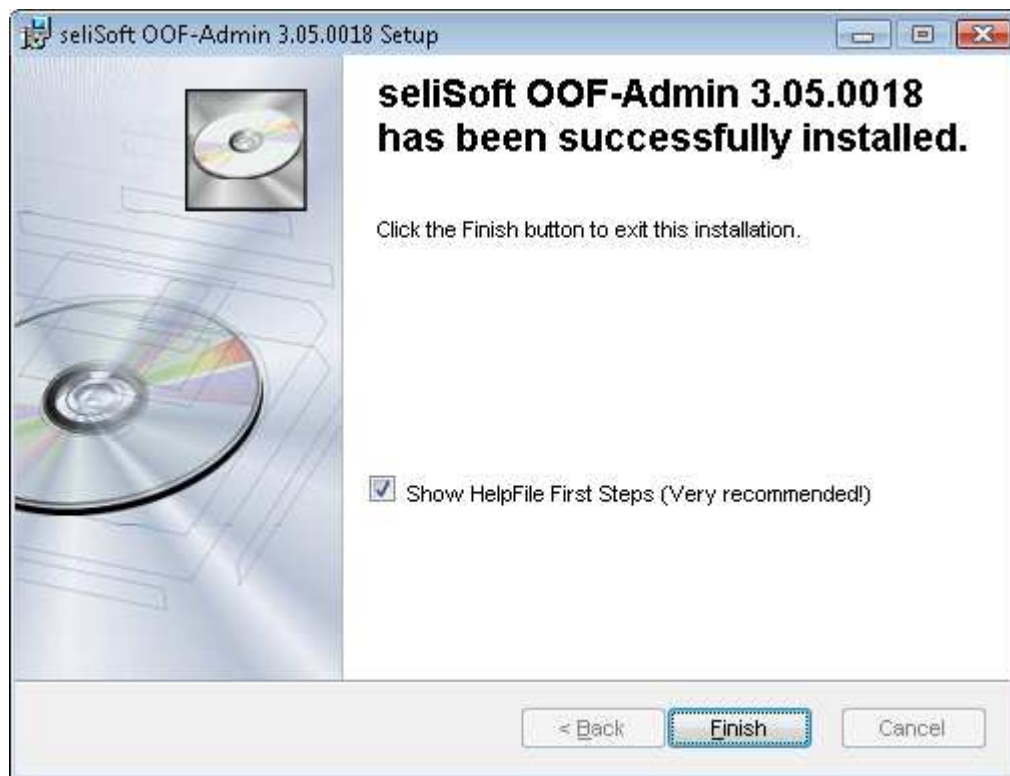 seliSoft OOF-Admin 3.05.0018 Setup
seliSoft OOF-Admin 3.05.0018
has been successfully installed.
Click the Finish button to exit this installation.
Show HelpFile First Steps (Very recommended!)
< Back
Finish
Cancel